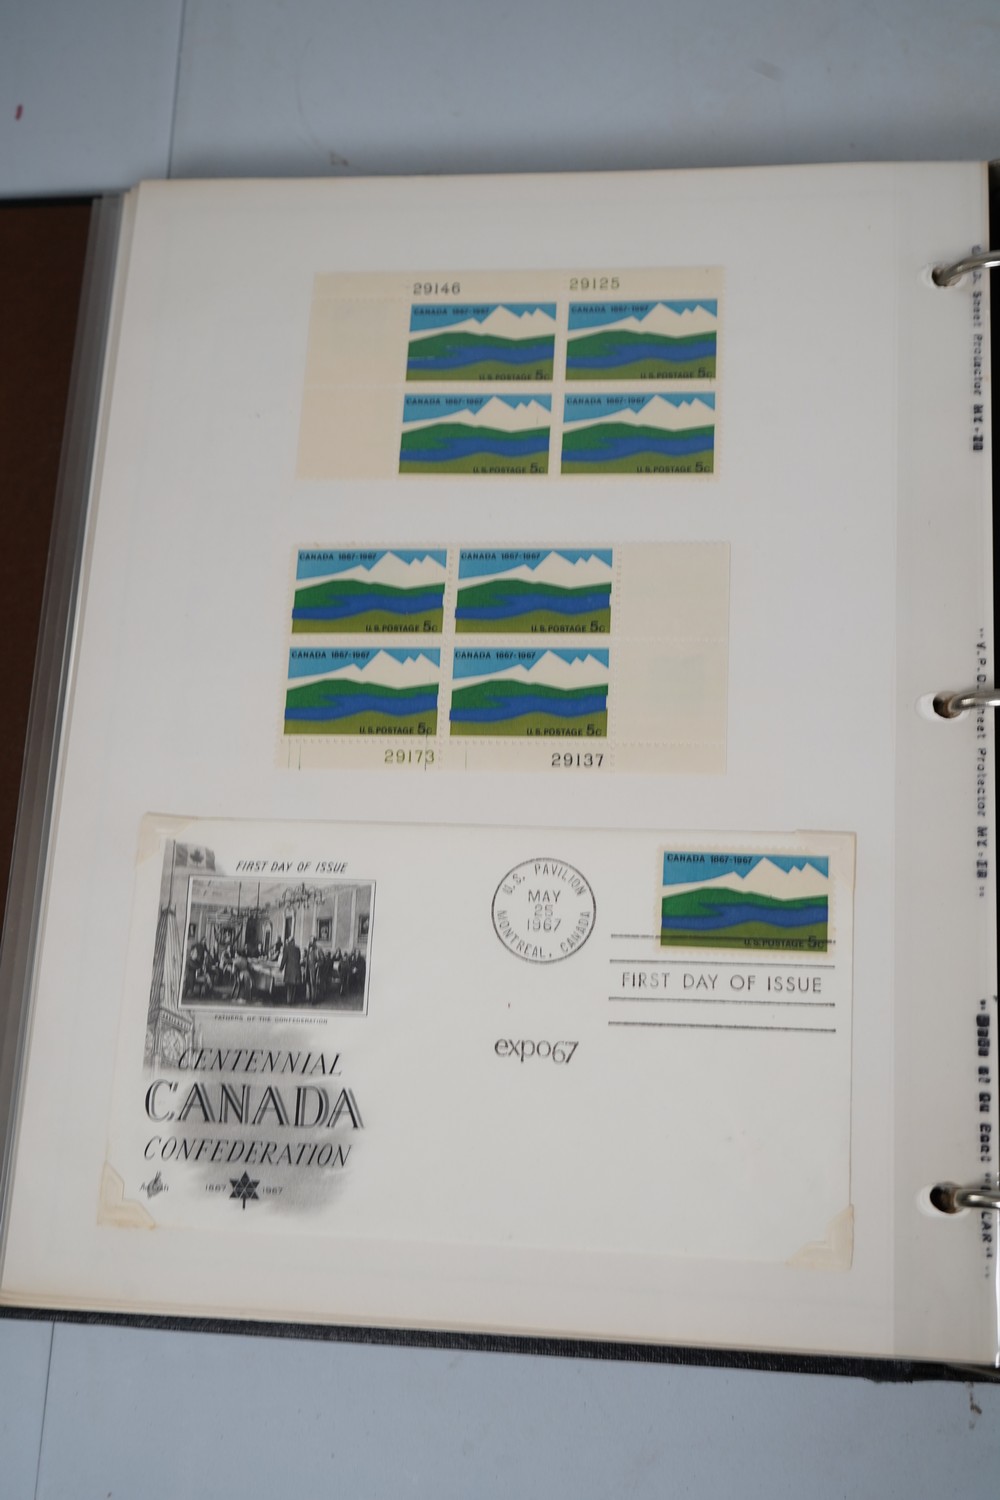 29146 29125
CANADA 1867-1967 CANADA 1867-1967
U.S. POSTAGE 5c U.S. POSTAGE 5c
CANADA 1867-1967 CANADA 1867-1967
U.S. POSTAGE 5c U.S. POSTAGE 5c
CANADA 1867-1967 CANADA 1867-1967
U.S. POSTAGE 5c U.S. POSTAGE 5c
CANADA 1867-1967 CANADA 1867-1967
U.S. POSTAGE 5c U.S. POSTAGE 5c
29173 29137
FIRST DAY OF ISSUE
FATHERS OF THE CONFEDERATION
CENTENNIAL
CANADA
CONFEDERATION
1867 1967
U.S. PAVILION
MAY
25
1967
MONTREAL, CANADA
CANADA 1867-1967
U.S. POSTAGE 5c
FIRST DAY OF ISSUE
expo67
Sheet Protector
Sheet Protector